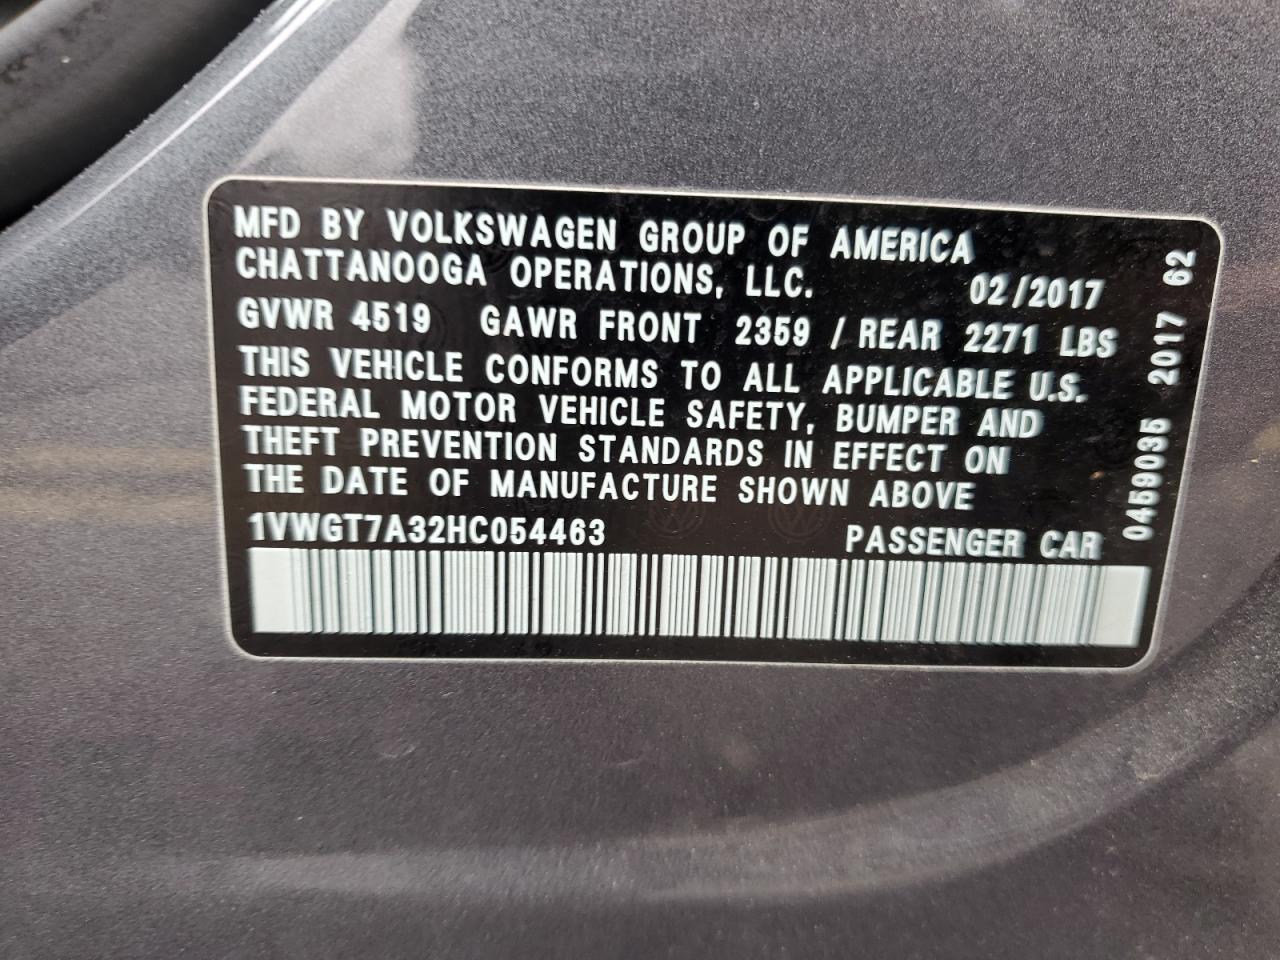 MFD BY VOLKSWAGEN GROUP OF AMERICA
CHATTANOOGA OPERATIONS, LLC. 02/2017
GVWR 4519 GAWR FRONT 2359 / REAR 2271 LBS
THIS VEHICLE CONFORMS TO ALL APPLICABLE U.S.
FEDERAL MOTOR VEHICLE SAFETY, BUMPER AND
THEFT PREVENTION STANDARDS IN EFFECT ON
THE DATE OF MANUFACTURE SHOWN ABOVE
1VWGT7A32HC054463 PASSENGER CAR
0459035 2017 62